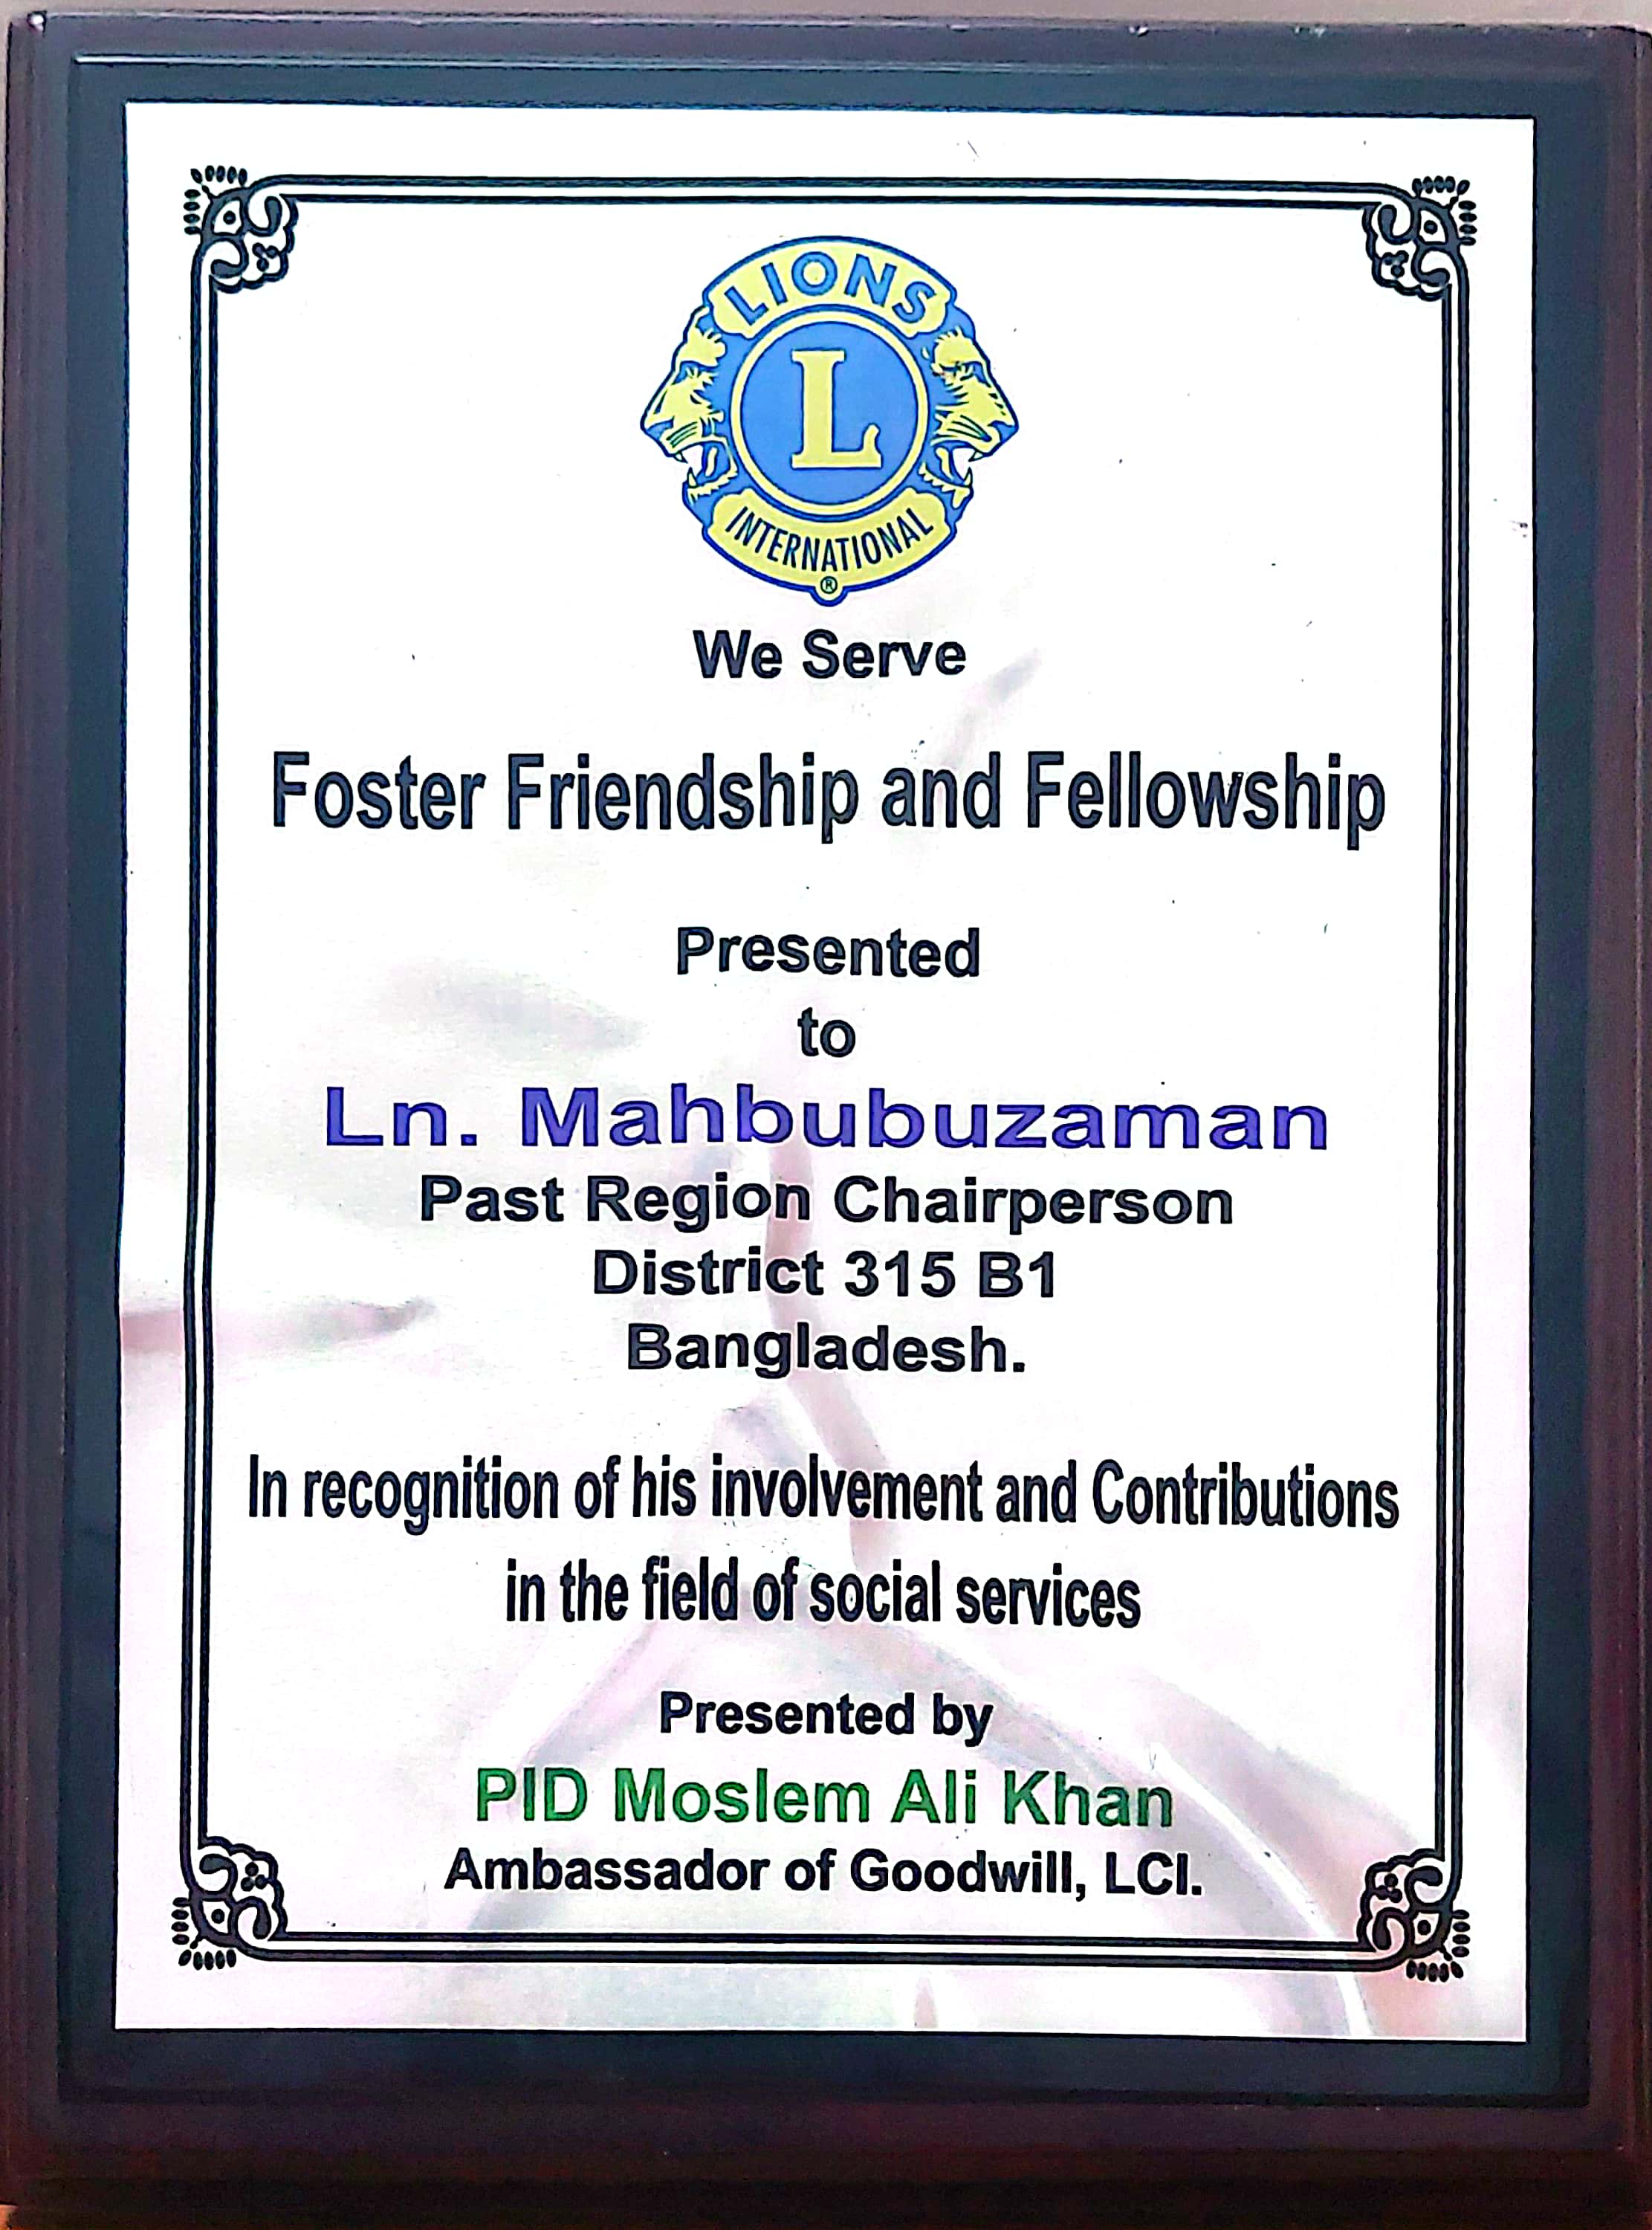 LIONS
L
INTERNATIONAL
®
We Serve
Foster Friendship and Fellowship
Presented
to
Ln. Mahbubuzaman
Past Region Chairperson
District 315 B1
Bangladesh.
In recognition of his involvement and Contributions
in the field of social services
Presented by
PID Moslem Ali Khan
Ambassador of Goodwill, LCI.